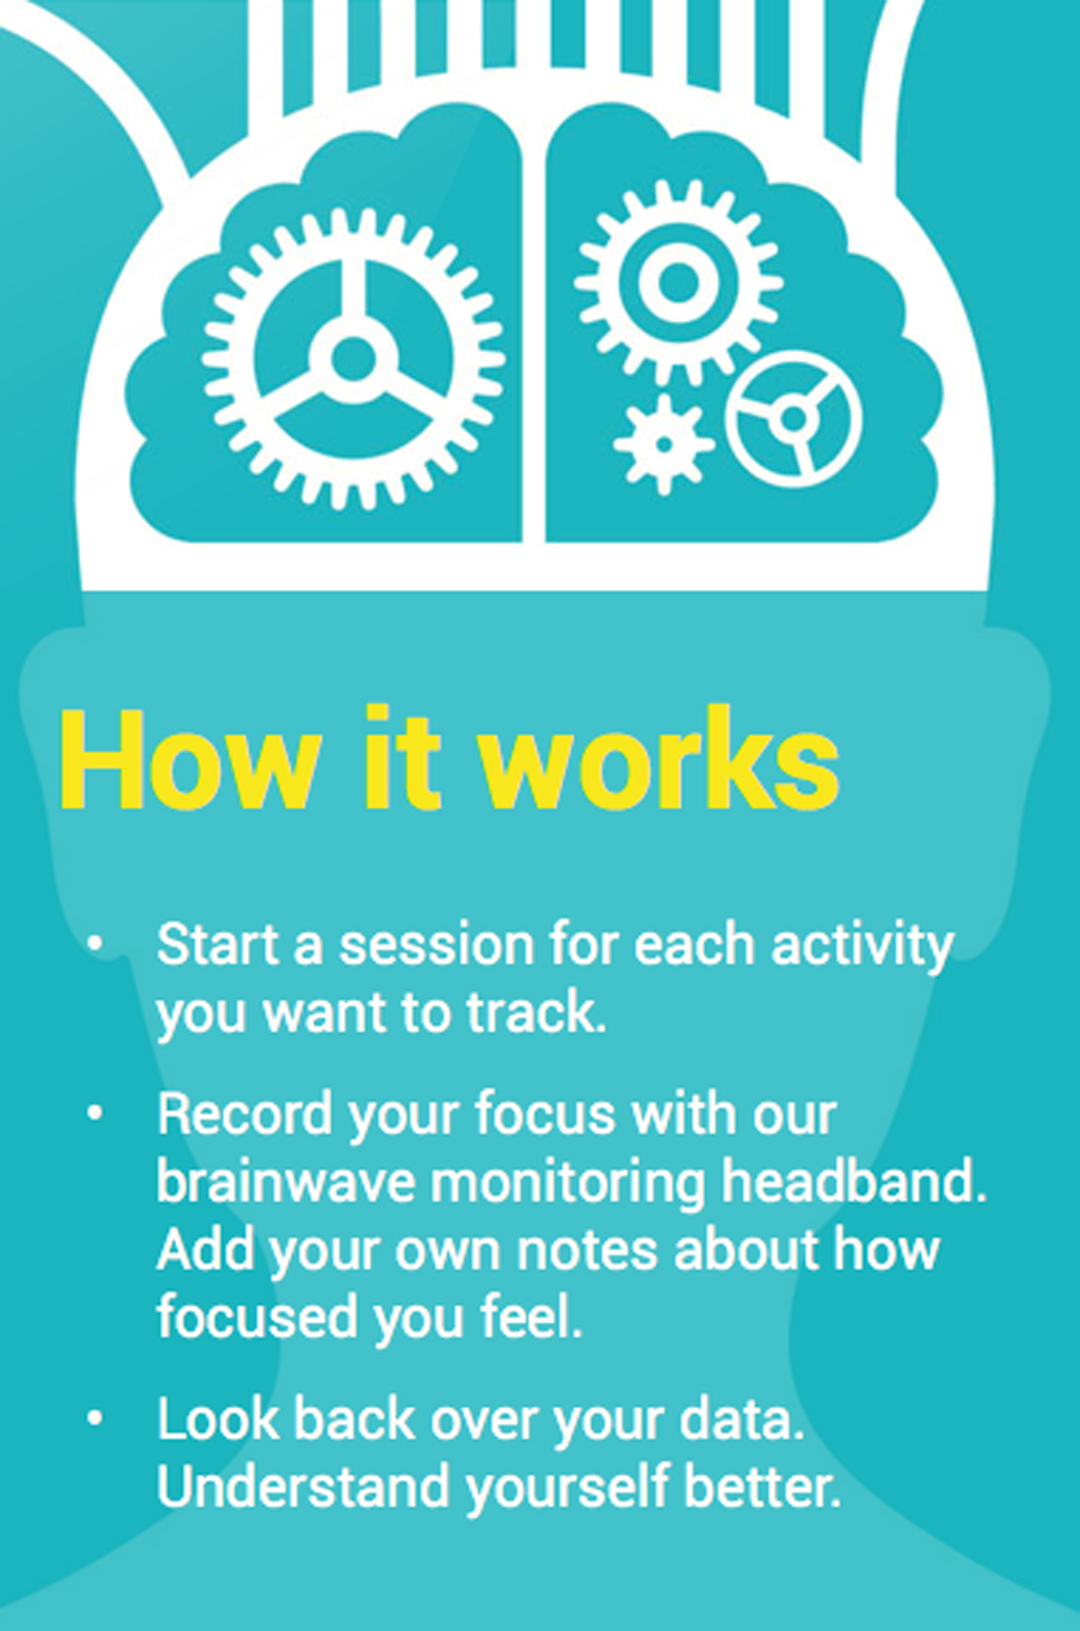 How it works
• Start a session for each activity
you want to track.
• Record your focus with our
brainwave monitoring headband.
Add your own notes about how
focused you feel.
• Look back over your data.
Understand yourself better.